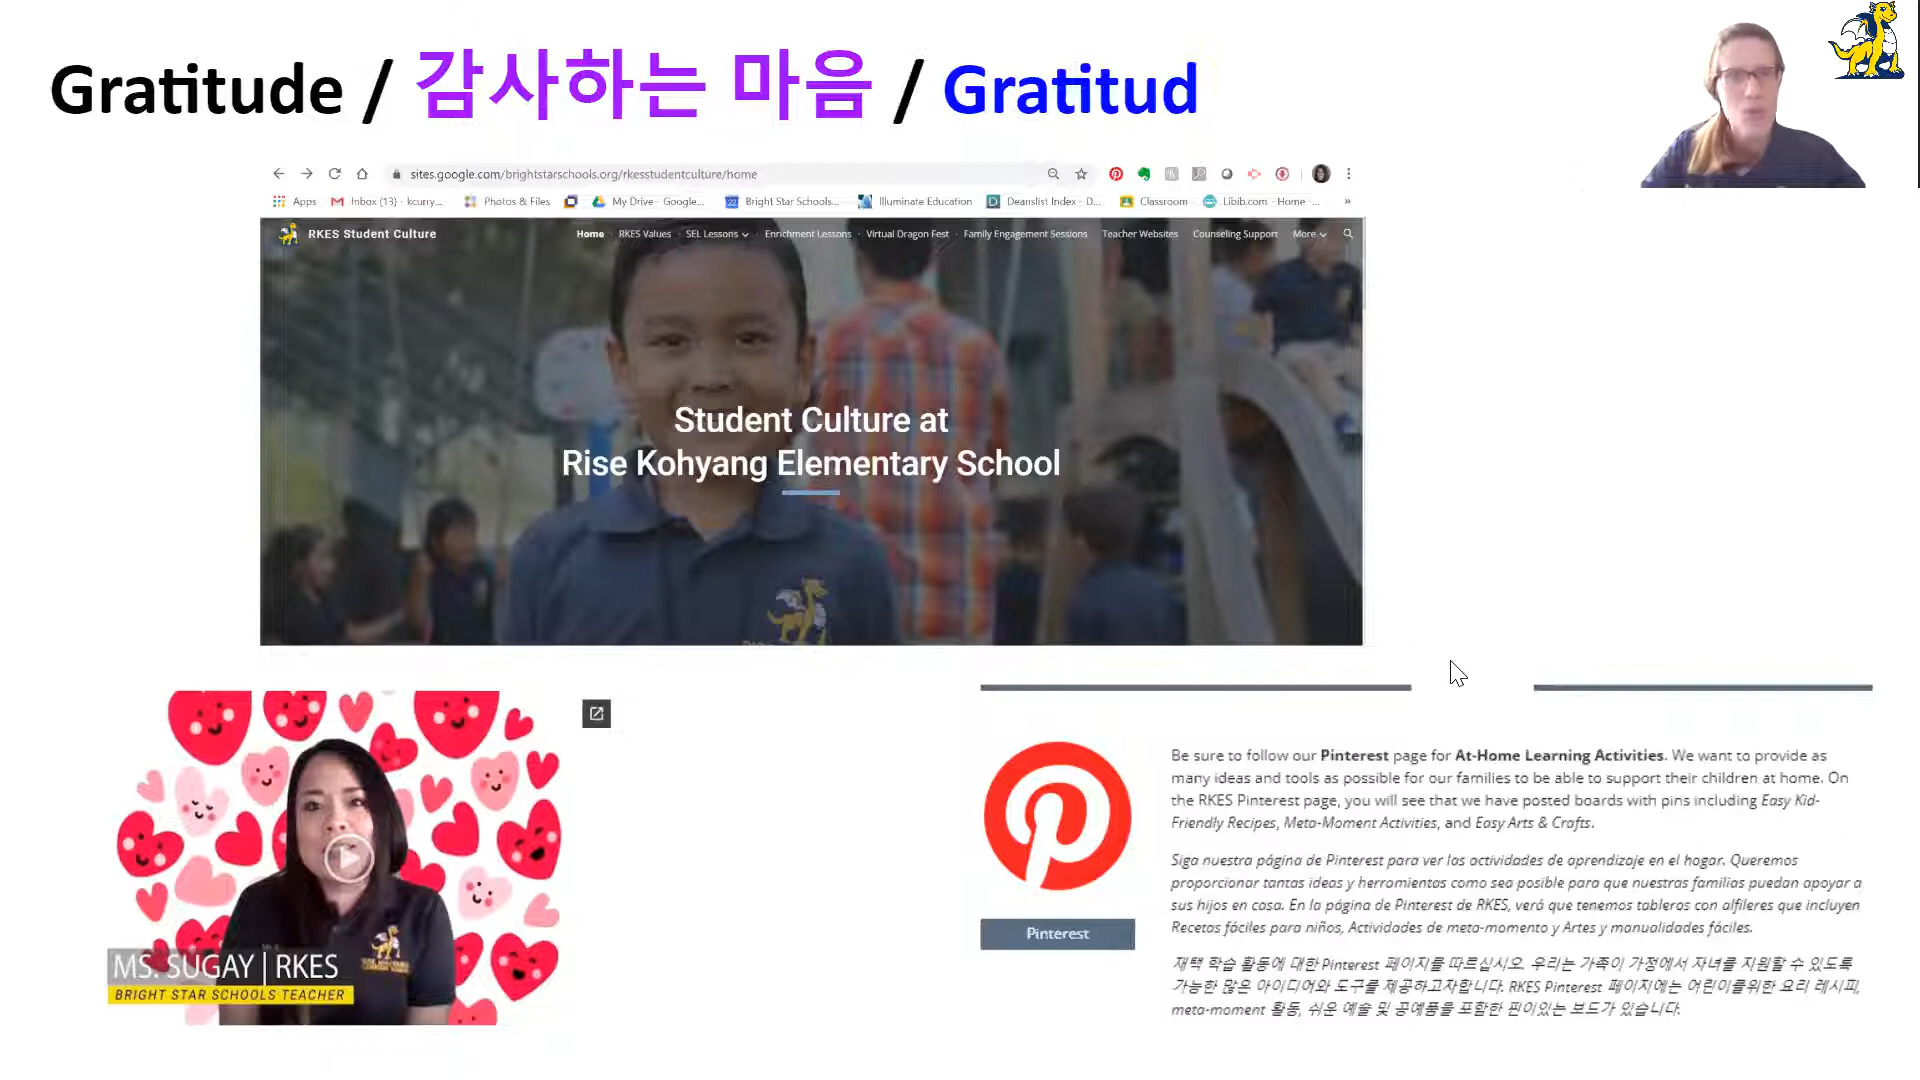 Gratitude / 감사하는 마음 / Gratitud
sites.google.com/brightstarschools.org/rkesstudentculture/home
Apps Inbox (13) - kcurry... Photos & Files My Drive - Google... Bright Star Schools... Illuminate Education Deanslist Index - D... Classroom Libib.com - Home - ... »
RKES Student Culture Home RKES Values SEL Lessons Enrichment Lessons Virtual Dragon Fest Family Engagement Sessions Teacher Websites Counseling Support More
Student Culture at
Rise Kohyang Elementary School
MS. SUGAY | RKES
BRIGHT STAR SCHOOLS TEACHER
Pinterest
Be sure to follow our Pinterest page for At-Home Learning Activities. We want to provide as
many ideas and tools as possible for our families to be able to support their children at home. On
the RKES Pinterest page, you will see that we have posted boards with pins including Easy Kid-
Friendly Recipes, Meta-Moment Activities, and Easy Arts & Crafts.
Siga nuestra página de Pinterest para ver las actividades de aprendizaje en el hogar. Queremos
proporcionar tantas ideas y herramientas como sea posible para que nuestras familias puedan apoyar a
sus hijos en casa. En la página de Pinterest de RKES, verá que tenemos tableros con alfileres que incluyen
Recetas fáciles para niños, Actividades de meta-momento y Artes y manualidades fáciles.
재택 학습 활동에 대한 Pinterest 페이지를 따르십시오. 우리는 가족이 가정에서 자녀를 지원할 수 있도록
가능한 많은 아이디어와 도구를 제공하고자합니다. RKES Pinterest 페이지에는 어린이를위한 요리 레시피,
meta-moment 활동, 쉬운 예술 및 공예품을 포함한 핀이있는 보드가 있습니다.